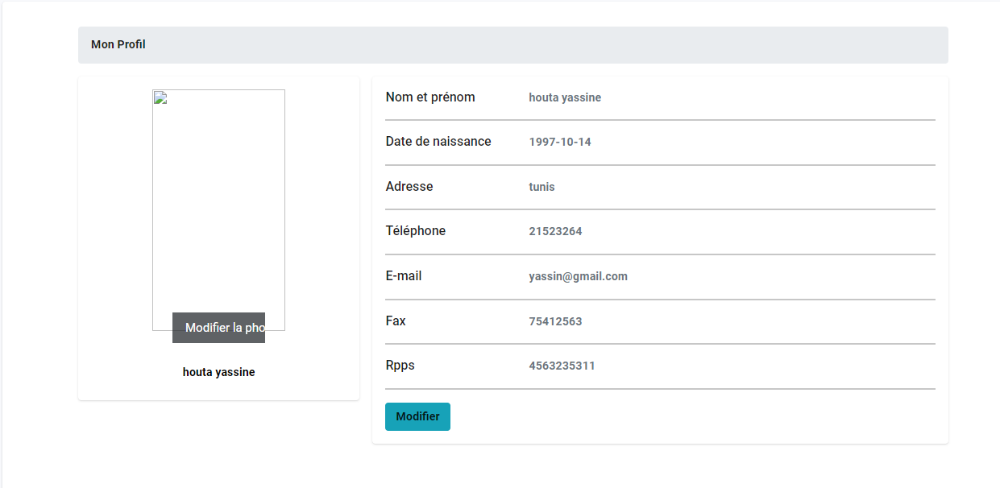 Mon Profil
Modifier la pho
houta yassine
Nom et prénom houta yassine
Date de naissance 1997-10-14
Adresse tunis
Téléphone 21523264
E-mail yassin@gmail.com
Fax 75412563
Rpps 4563235311
Modifier